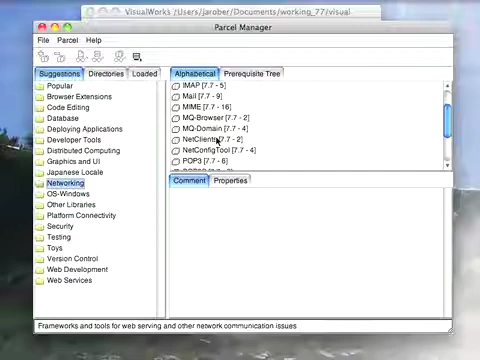 VisualWorks /Users/jarober/Documents/working_77/visual
Parcel Manager
File Parcel Help
Suggestions Directories Loaded
Popular
Browser Extensions
Code Editing
Database
Deploying Applications
Developer Tools
Distributed Computing
Graphics and UI
Japanese Locale
Networking
OS-Windows
Other Libraries
Platform Connectivity
Security
Testing
Toys
Version Control
Web Development
Web Services
Alphabetical Prerequisite Tree
IMAP [7.7 - 5]
Mail [7.7 - 9]
MIME [7.7 - 16]
MQ-Browser [7.7 - 2]
MQ-Domain [7.7 - 4]
NetClients [7.7 - 2]
NetConfigTool [7.7 - 4]
POP3 [7.7 - 6]
Comment Properties
Frameworks and tools for web serving and other network communication issues